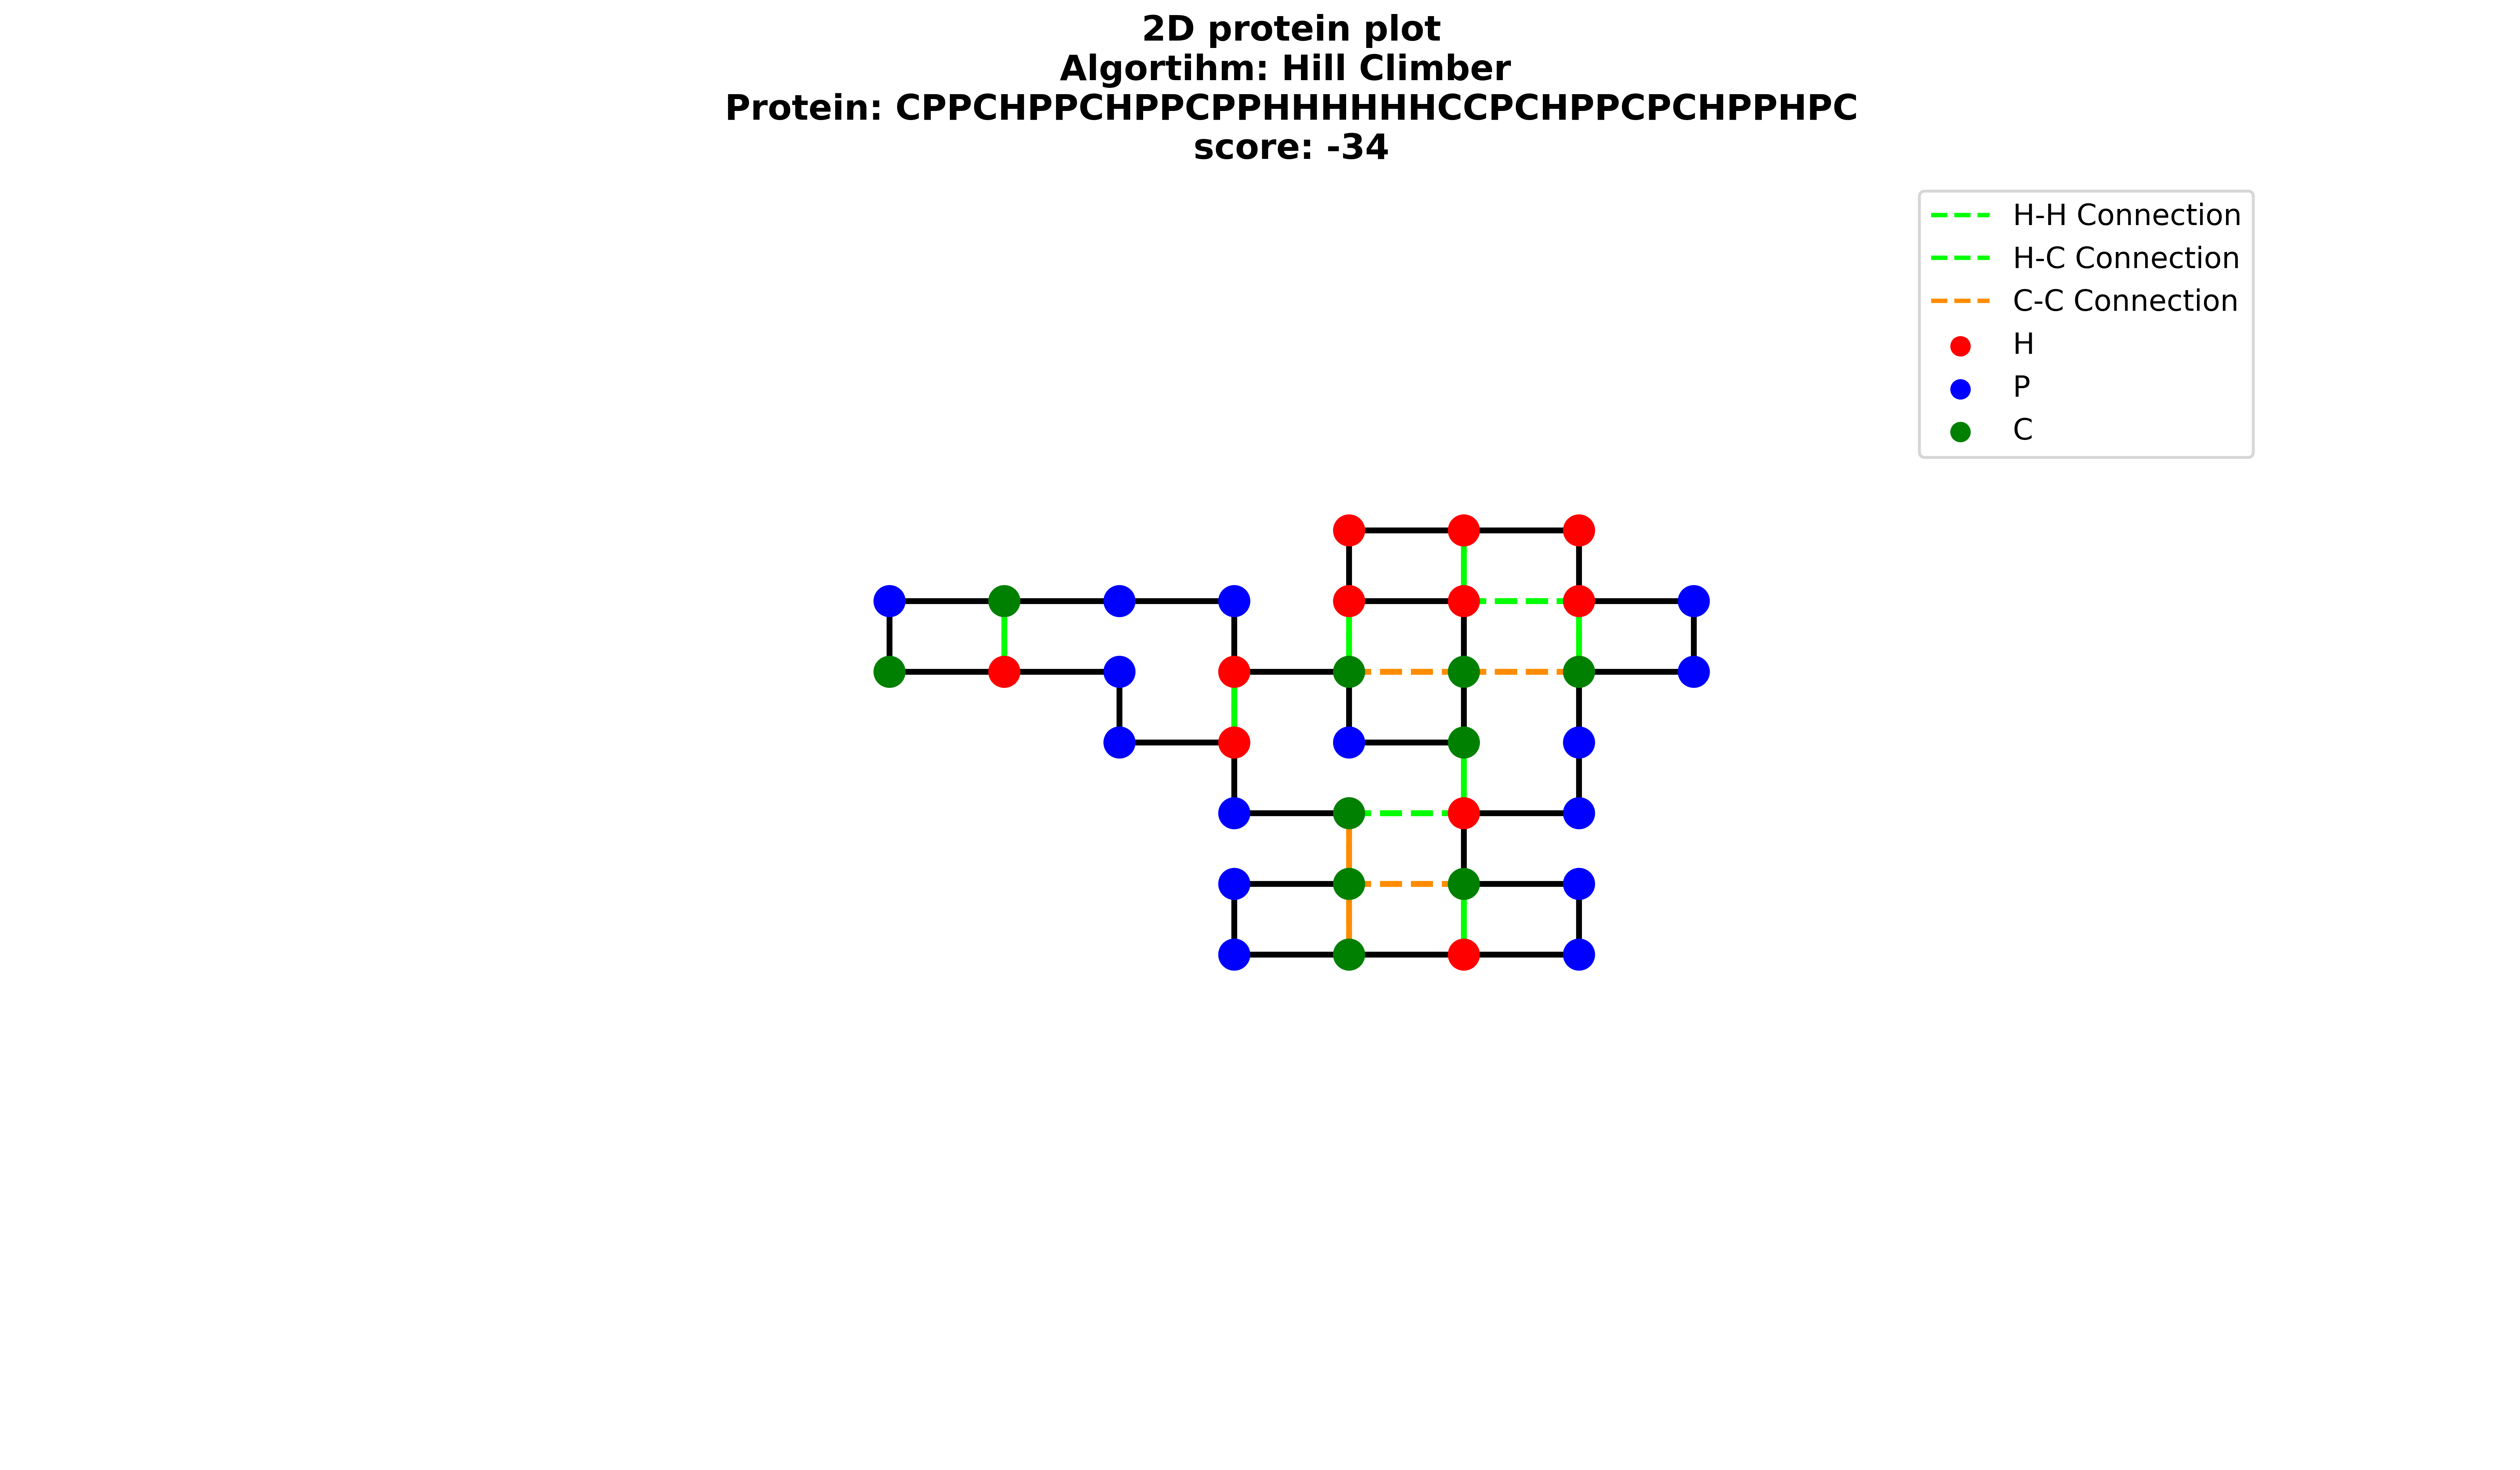 2D protein plot
Algortihm: Hill Climber
Protein: CPPCHPPCHPPCPPHHHHHHCCPCHPPCPCHPPHPC
score: -34
H-H Connection
H-C Connection
C-C Connection
H
P
C